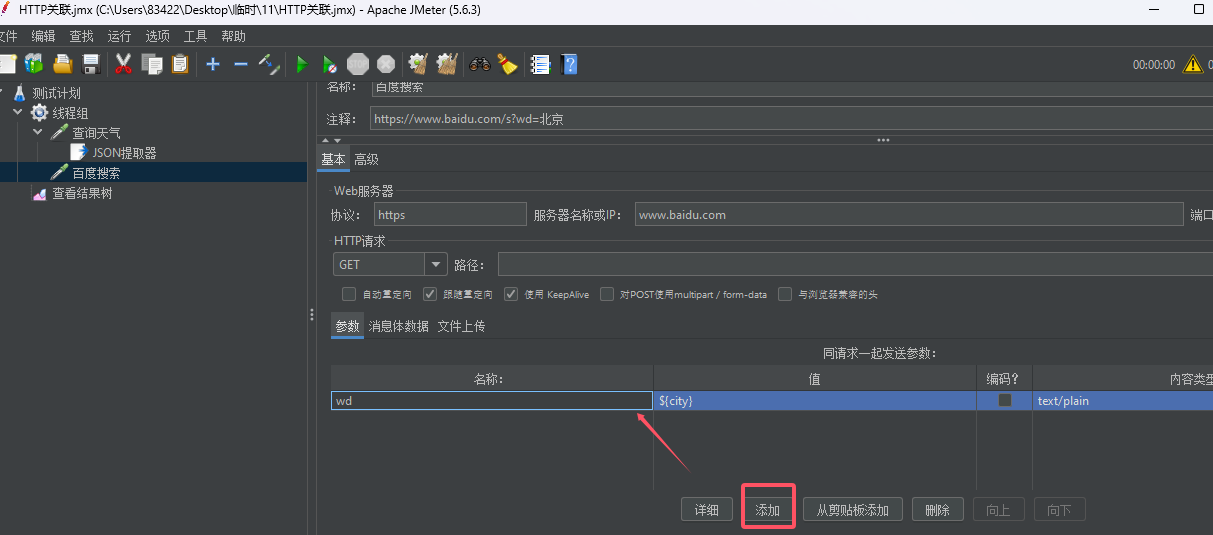 HTTP关联.jmx (C:\Users\83422\Desktop\临时\11\HTTP关联.jmx) - Apache JMeter (5.6.3)
文件 编辑 查找 运行 选项 工具 帮助
STOP 00:00:00 0
测试计划
线程组
查询天气
JSON提取器
百度搜索
查看结果树
名称： 百度搜索
注释： https://www.baidu.com/s?wd=北京
基本 高级
Web服务器
协议： https 服务器名称或IP： www.baidu.com 端口
HTTP请求
GET 路径：
自动重定向 跟随重定向 使用 KeepAlive 对POST使用multipart / form-data 与浏览器兼容的头
参数 消息体数据 文件上传
同请求一起发送参数：
名称： 值 编码？ 内容类型
wd ${city} text/plain
详细 添加 从剪贴板添加 删除 向上 向下